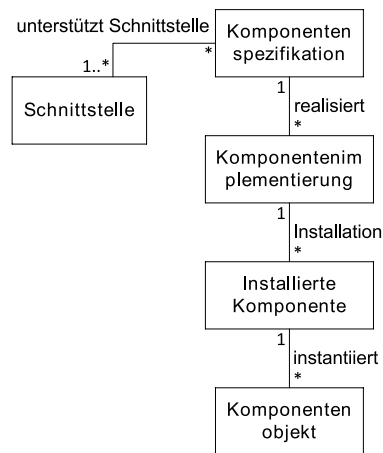 unterstützt Schnittstelle
Komponenten
spezifikation
1..*
*
Schnittstelle
1
realisiert
*
Komponentenim
plementierung
1
Installation
*
Installierte
Komponente
1
instantiiert
*
Komponenten
objekt